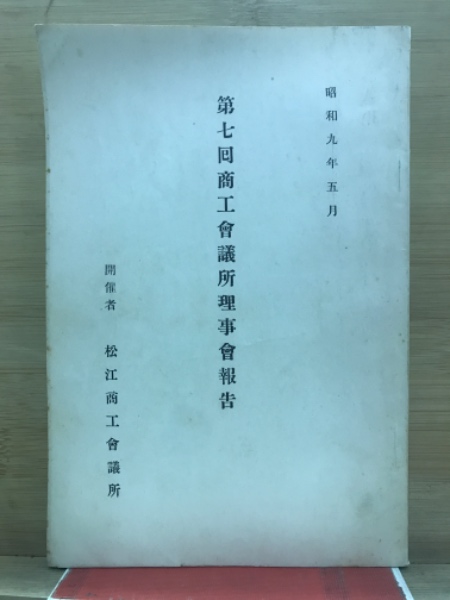 昭和九年五月
第七回商工會議所理事會報告
開催者　松江商工會議所